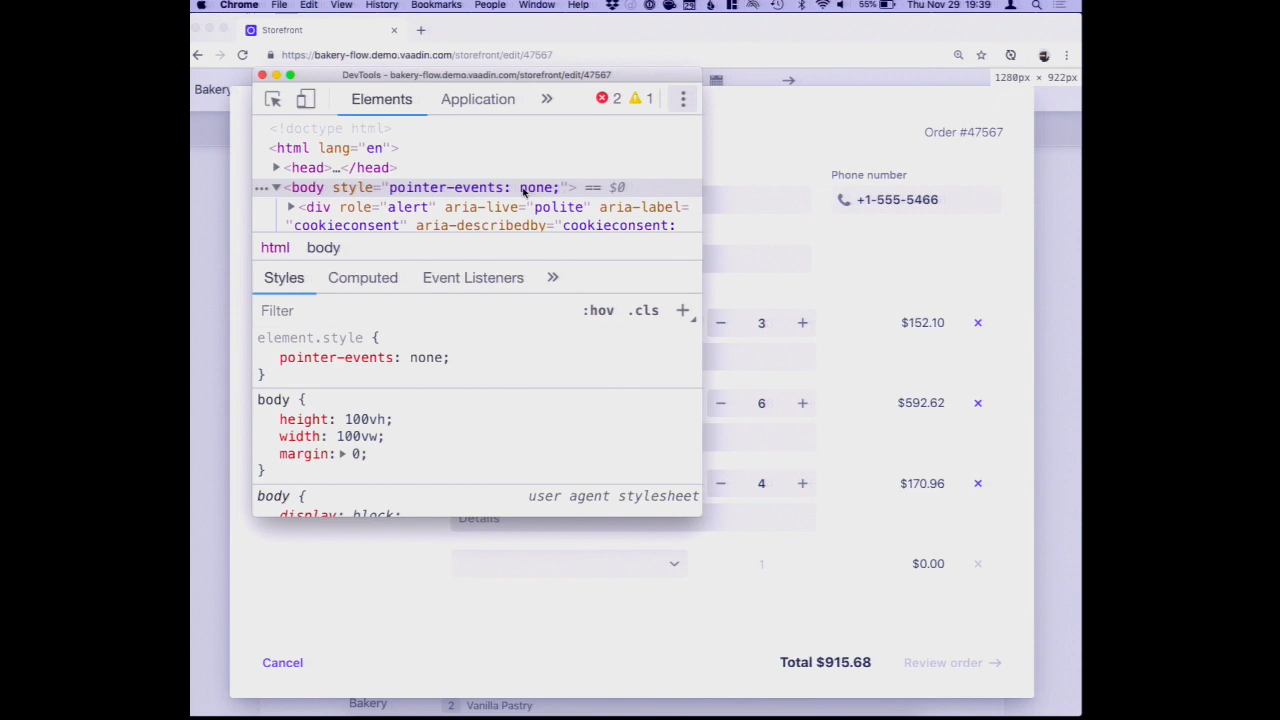 Chrome File Edit View History Bookmarks People Window Help 55% Thu Nov 29 19:39
Storefront
https://bakery-flow.demo.vaadin.com/storefront/edit/47567
DevTools - bakery-flow.demo.vaadin.com/storefront/edit/47567
1280px × 922px
Bakery
Elements Application » 2 1
<!doctype html>
<html lang="en">
<head>…</head>
<body style="pointer-events: none;"> == $0
<div role="alert" aria-live="polite" aria-label=
"cookieconsent" aria-describedby="cookieconsent:
html body
Styles Computed Event Listeners »
Filter :hov .cls +
element.style {
pointer-events: none;
}
body {
height: 100vh;
width: 100vw;
margin: 0;
}
body { user agent stylesheet
display: block;
Order #47567
Phone number
+1-555-5466
− 3 + $152.10 ×
− 6 + $592.62 ×
− 4 + $170.96 ×
Details
1 $0.00 ×
Cancel Total $915.68 Review order →
Bakery 2 Vanilla Pastry